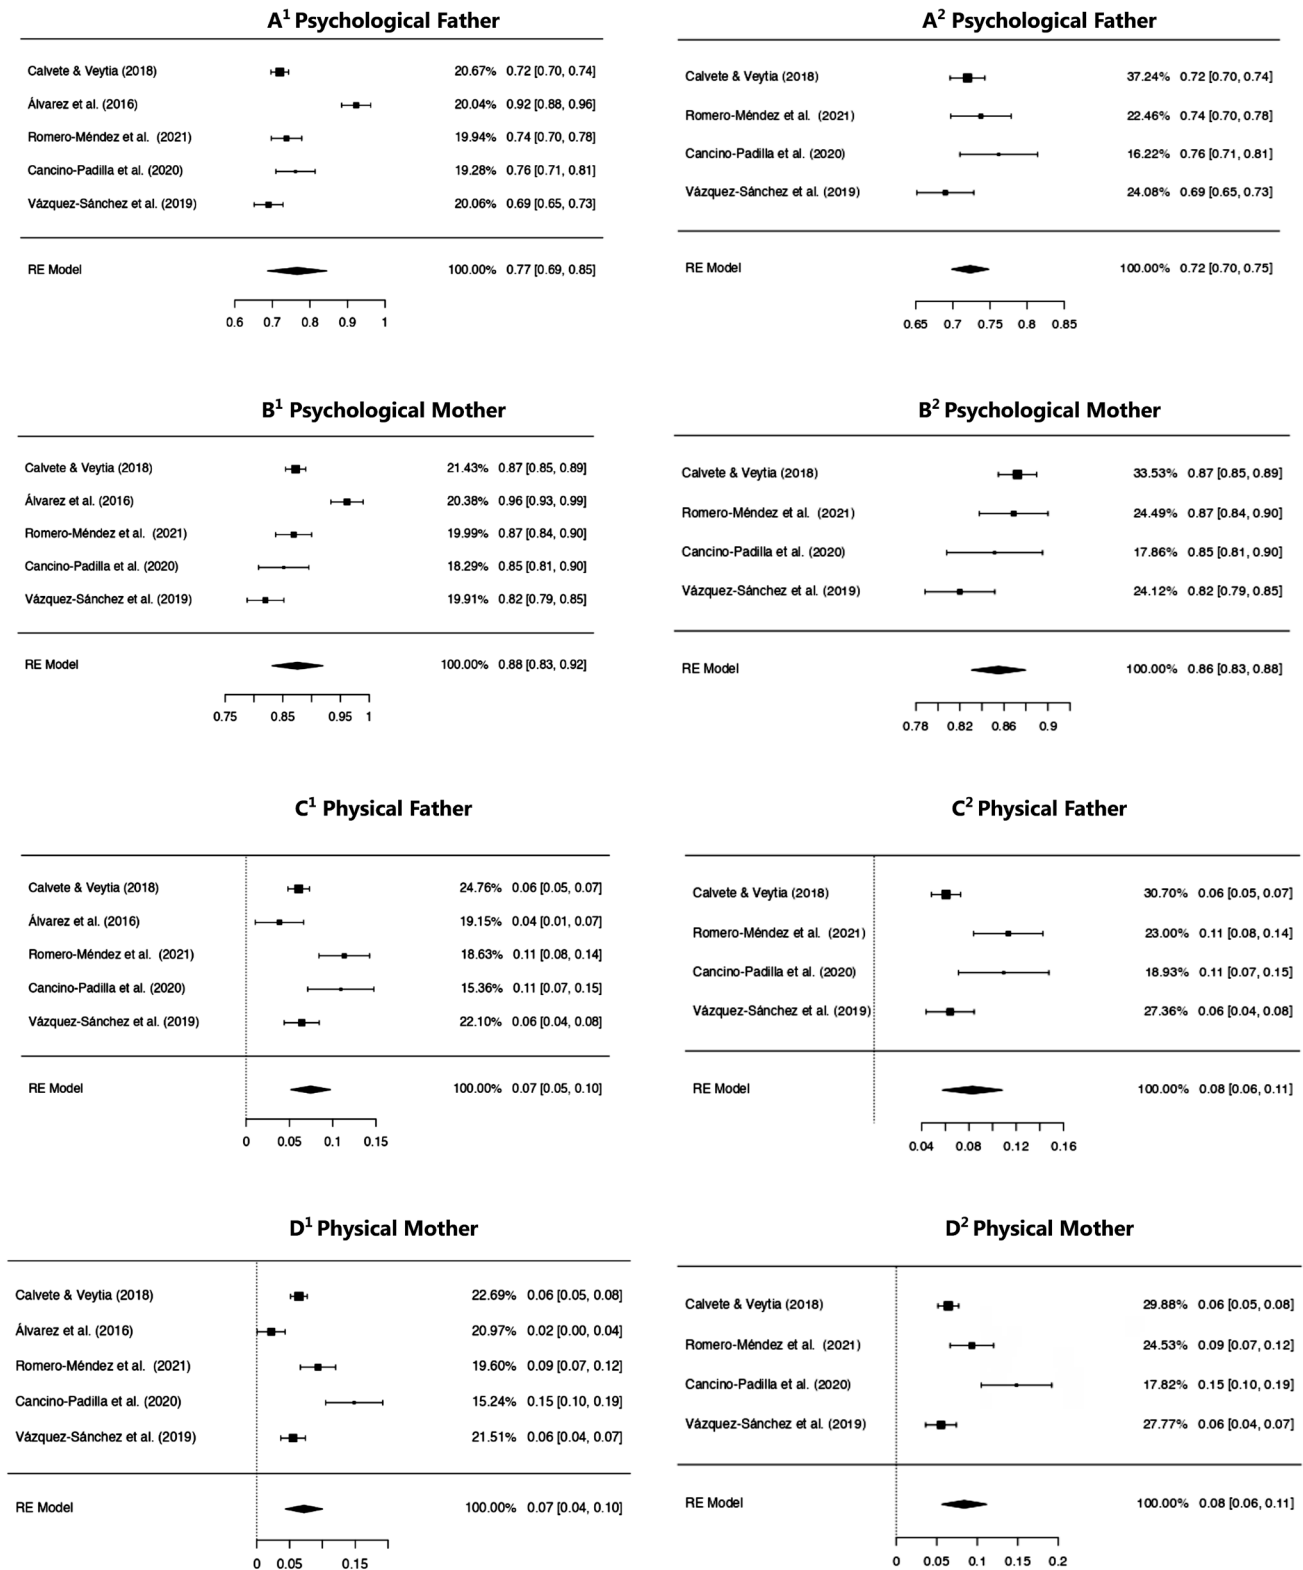 A¹ Psychological Father
Calvete & Veytia (2018) 20.67% 0.72 [0.70, 0.74]
Álvarez et al. (2016) 20.04% 0.92 [0.88, 0.96]
Romero-Méndez et al. (2021) 19.94% 0.74 [0.70, 0.78]
Cancino-Padilla et al. (2020) 19.28% 0.76 [0.71, 0.81]
Vázquez-Sánchez et al. (2019) 20.06% 0.69 [0.65, 0.73]
RE Model 100.00% 0.77 [0.69, 0.85]
0.6 0.7 0.8 0.9 1
A² Psychological Father
Calvete & Veytia (2018) 37.24% 0.72 [0.70, 0.74]
Romero-Méndez et al. (2021) 22.46% 0.74 [0.70, 0.78]
Cancino-Padilla et al. (2020) 16.22% 0.76 [0.71, 0.81]
Vázquez-Sánchez et al. (2019) 24.08% 0.69 [0.65, 0.73]
RE Model 100.00% 0.72 [0.70, 0.75]
0.65 0.7 0.75 0.8 0.85
B¹ Psychological Mother
Calvete & Veytia (2018) 21.43% 0.87 [0.85, 0.89]
Álvarez et al. (2016) 20.38% 0.96 [0.93, 0.99]
Romero-Méndez et al. (2021) 19.99% 0.87 [0.84, 0.90]
Cancino-Padilla et al. (2020) 18.29% 0.85 [0.81, 0.90]
Vázquez-Sánchez et al. (2019) 19.91% 0.82 [0.79, 0.85]
RE Model 100.00% 0.88 [0.83, 0.92]
0.75 0.85 0.95 1
B² Psychological Mother
Calvete & Veytia (2018) 33.53% 0.87 [0.85, 0.89]
Romero-Méndez et al. (2021) 24.49% 0.87 [0.84, 0.90]
Cancino-Padilla et al. (2020) 17.86% 0.85 [0.81, 0.90]
Vázquez-Sánchez et al. (2019) 24.12% 0.82 [0.79, 0.85]
RE Model 100.00% 0.86 [0.83, 0.88]
0.78 0.82 0.86 0.9
C¹ Physical Father
Calvete & Veytia (2018) 24.76% 0.06 [0.05, 0.07]
Álvarez et al. (2016) 19.15% 0.04 [0.01, 0.07]
Romero-Méndez et al. (2021) 18.63% 0.11 [0.08, 0.14]
Cancino-Padilla et al. (2020) 15.36% 0.11 [0.07, 0.15]
Vázquez-Sánchez et al. (2019) 22.10% 0.06 [0.04, 0.08]
RE Model 100.00% 0.07 [0.05, 0.10]
0 0.05 0.1 0.15
C² Physical Father
Calvete & Veytia (2018) 30.70% 0.06 [0.05, 0.07]
Romero-Méndez et al. (2021) 23.00% 0.11 [0.08, 0.14]
Cancino-Padilla et al. (2020) 18.93% 0.11 [0.07, 0.15]
Vázquez-Sánchez et al. (2019) 27.36% 0.06 [0.04, 0.08]
RE Model 100.00% 0.08 [0.06, 0.11]
0.04 0.08 0.12 0.16
D¹ Physical Mother
Calvete & Veytia (2018) 22.69% 0.06 [0.05, 0.08]
Álvarez et al. (2016) 20.97% 0.02 [0.00, 0.04]
Romero-Méndez et al. (2021) 19.60% 0.09 [0.07, 0.12]
Cancino-Padilla et al. (2020) 15.24% 0.15 [0.10, 0.19]
Vázquez-Sánchez et al. (2019) 21.51% 0.06 [0.04, 0.07]
RE Model 100.00% 0.07 [0.04, 0.10]
0 0.05 0.15
D² Physical Mother
Calvete & Veytia (2018) 29.88% 0.06 [0.05, 0.08]
Romero-Méndez et al. (2021) 24.53% 0.09 [0.07, 0.12]
Cancino-Padilla et al. (2020) 17.82% 0.15 [0.10, 0.19]
Vázquez-Sánchez et al. (2019) 27.77% 0.06 [0.04, 0.07]
RE Model 100.00% 0.08 [0.06, 0.11]
0 0.05 0.1 0.15 0.2